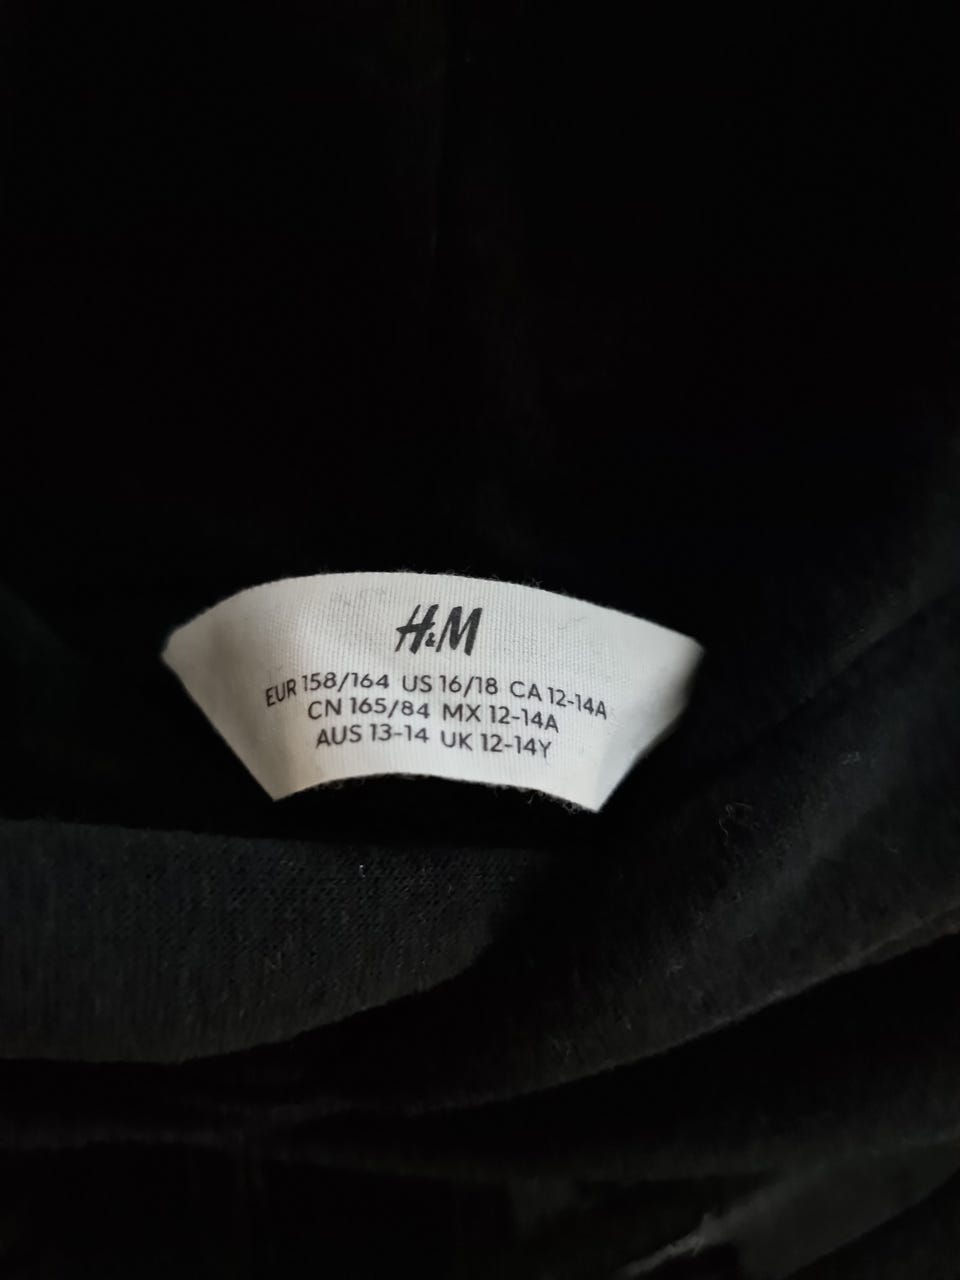 H&M
EUR 158/164 US 16/18 CA 12-14A
CN 165/84 MX 12-14A
AUS 13-14 UK 12-14Y